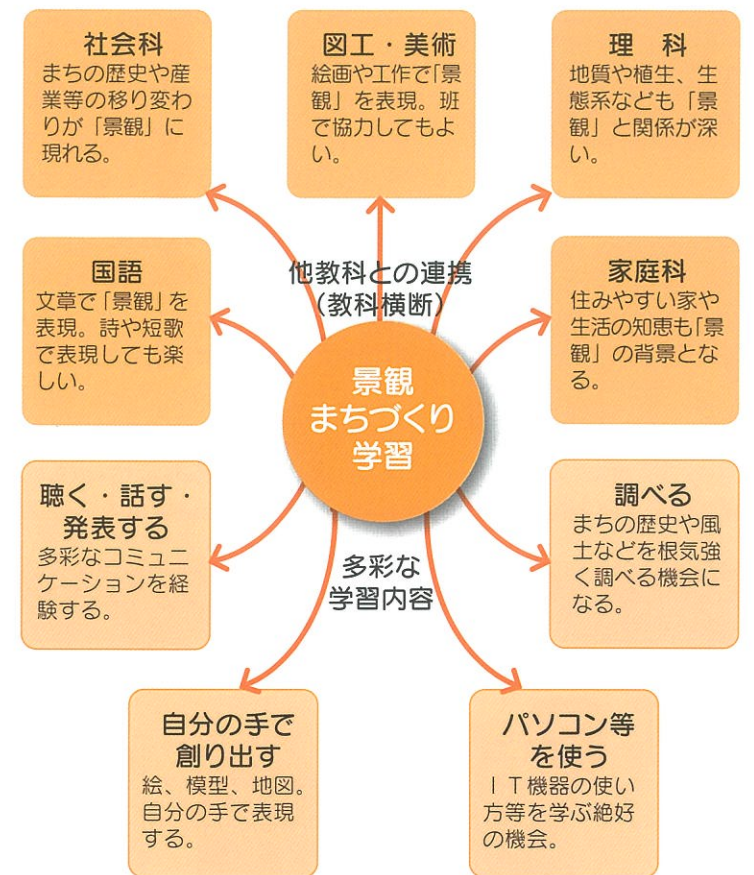 社会科
まちの歴史や産
業等の移り変わ
りが「景観」に
現れる。
図工・美術
絵画や工作で「景
観」を表現。班
で協力してもよ
い。
理　科
地質や植生、生
態系なども「景
観」と関係が深
い。
国語
文章で「景観」を
表現。詩や短歌
で表現しても楽
しい。
他教科との連携
（教科横断）
家庭科
住みやすい家や
生活の知恵も「景
観」の背景とな
る。
景観
まちづくり
学習
聴く・話す・
発表する
多彩なコミュニ
ケーションを経
験する。
多彩な
学習内容
調べる
まちの歴史や風
土などを根気強
く調べる機会に
なる。
自分の手で
創り出す
絵、模型、地図。
自分の手で表現
する。
パソコン等
を使う
ＩＴ機器の使い
方等を学ぶ絶好
の機会。